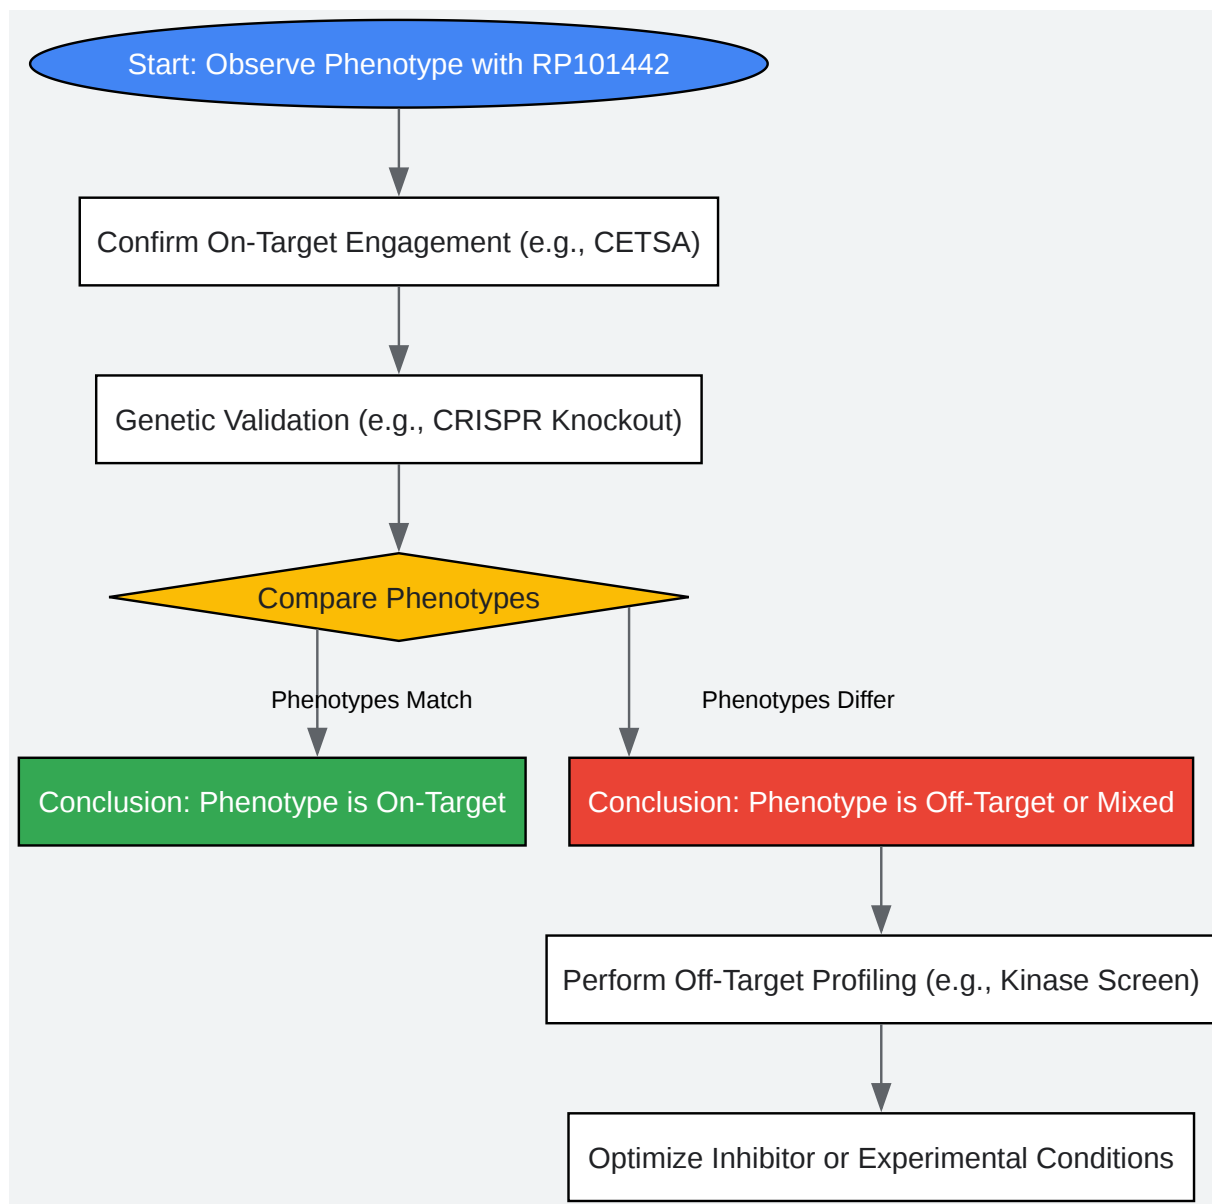 Start: Observe Phenotype with RP101442
Confirm On-Target Engagement (e.g., CETSA)
Genetic Validation (e.g., CRISPR Knockout)
Compare Phenotypes
Phenotypes Match
Phenotypes Differ
Conclusion: Phenotype is On-Target
Conclusion: Phenotype is Off-Target or Mixed
Perform Off-Target Profiling (e.g., Kinase Screen)
Optimize Inhibitor or Experimental Conditions